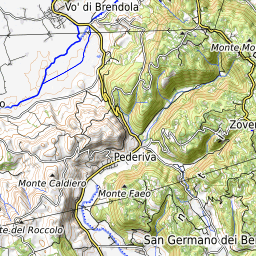 Vo' di Brendola
Monte Mo
Zove
Pederiva
Monte Caldiero
Monte Faeo
te del Roccolo
San Germano dei Be